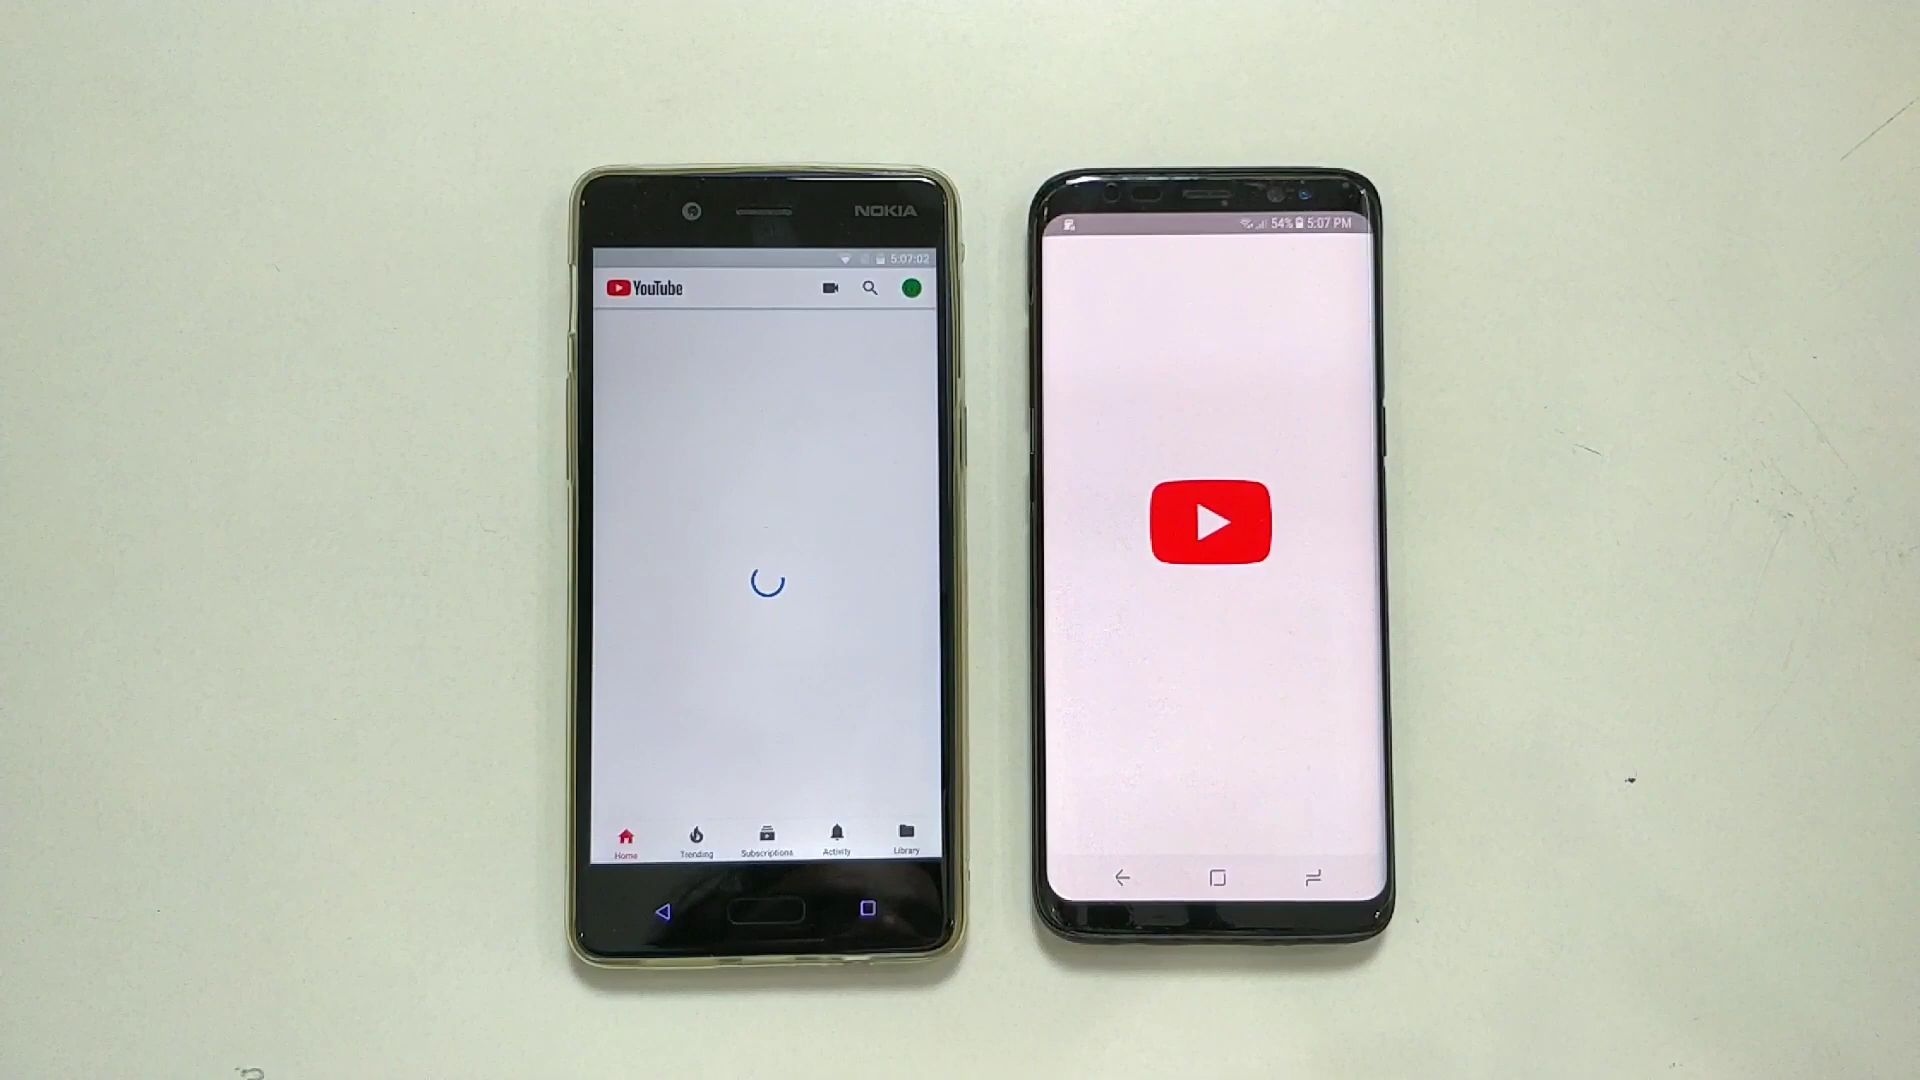 NOKIA
5:07:02
YouTube
Home
Trending
Subscriptions
Activity
Library
54% 5:07 PM